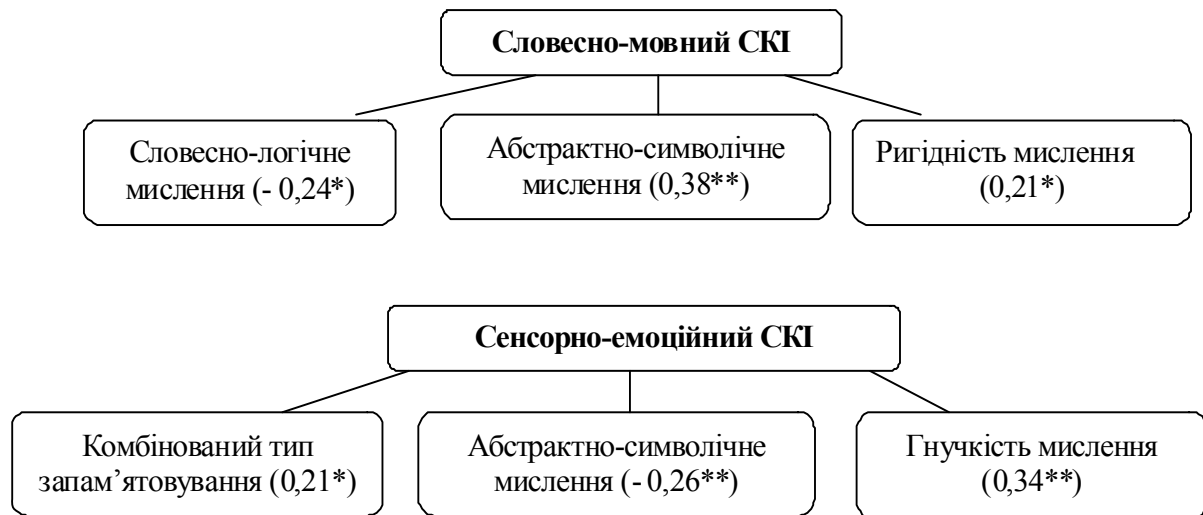 Словесно-мовний СКІ
Словесно-логічне
мислення (- 0,24*)
Абстрактно-символічне
мислення (0,38**)
Ригідність мислення
(0,21*)
Сенсорно-емоційний СКІ
Комбінований тип
запам’ятовування (0,21*)
Абстрактно-символічне
мислення (- 0,26**)
Гнучкість мислення
(0,34**)